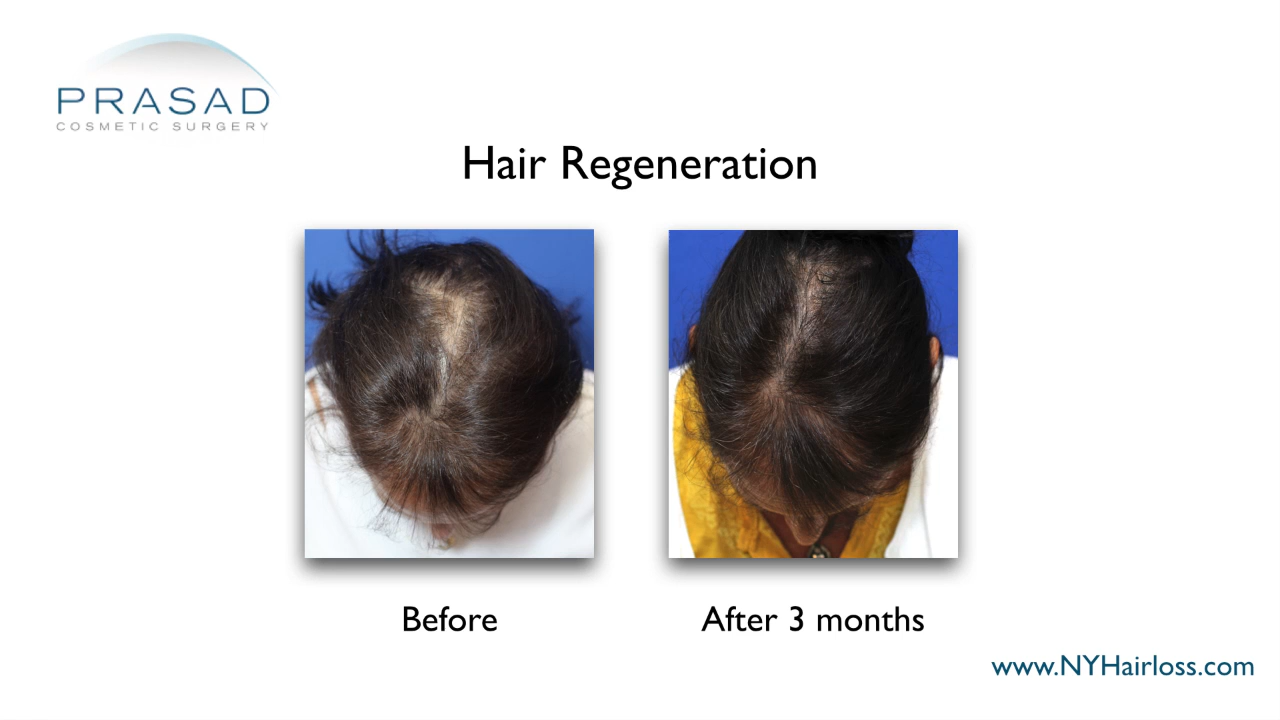 PRASAD
COSMETIC SURGERY
Hair Regeneration
Before
After 3 months
www.NYHairloss.com